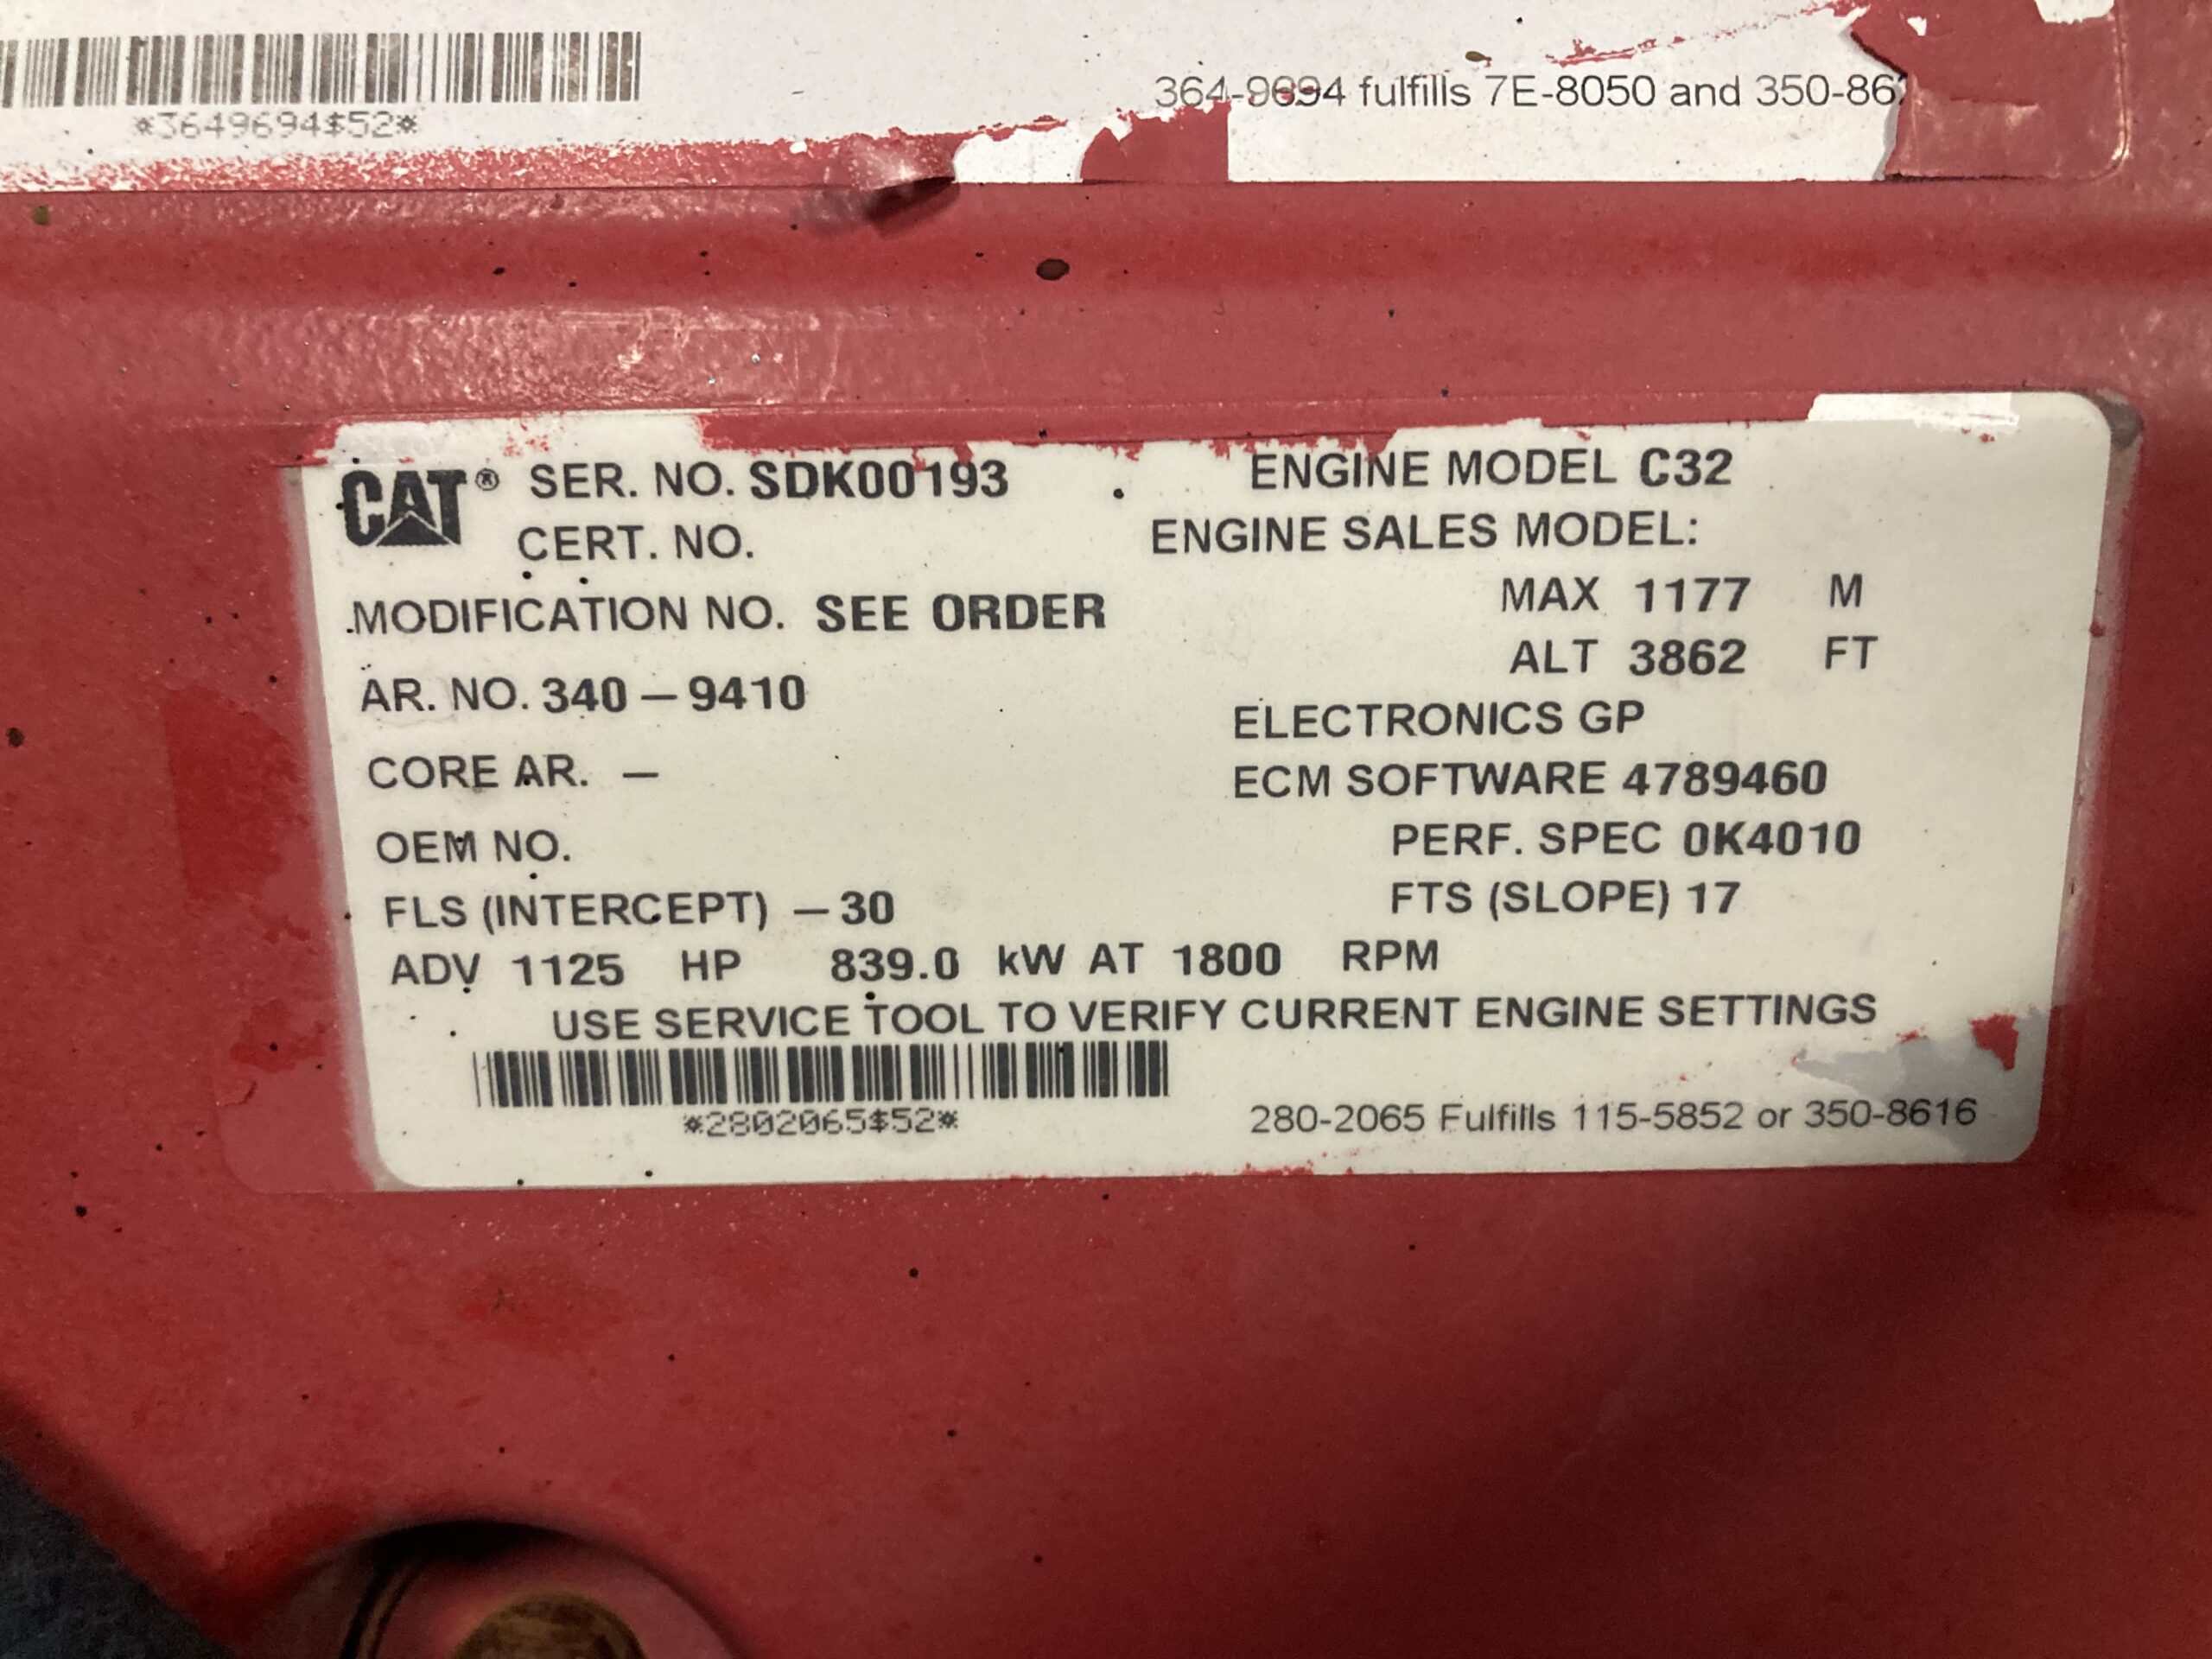 *3649694$52*
364-9694 fulfills 7E-8050 and 350-86
CAT® SER. NO. SDK00193 ENGINE MODEL C32
CERT. NO. ENGINE SALES MODEL:
MODIFICATION NO. SEE ORDER MAX 1177 M
ALT 3862 FT
AR. NO. 340-9410
ELECTRONICS GP
CORE AR. - ECM SOFTWARE 4789460
OEM NO. PERF. SPEC 0K4010
FLS (INTERCEPT) -30 FTS (SLOPE) 17
ADV 1125 HP 839.0 kW AT 1800 RPM
USE SERVICE TOOL TO VERIFY CURRENT ENGINE SETTINGS
*2802065$52*
280-2065 Fulfills 115-5852 or 350-8616